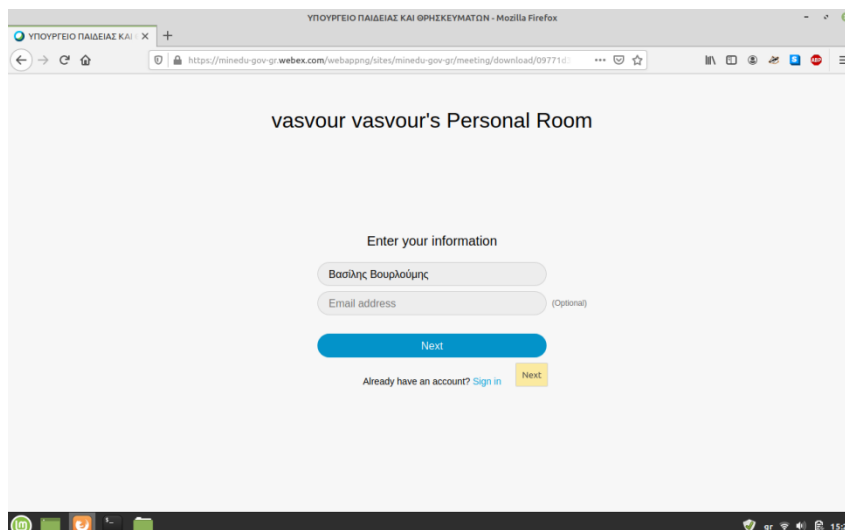 ΥΠΟΥΡΓΕΙΟ ΠΑΙΔΕΙΑΣ ΚΑΙ ΘΡΗΣΚΕΥΜΑΤΩΝ - Mozilla Firefox
ΥΠΟΥΡΓΕΙΟ ΠΑΙΔΕΙΑΣ ΚΑΙ
https://minedu-gov-gr.webex.com/webappng/sites/minedu-gov-gr/meeting/download/09771d
vasvour vasvour's Personal Room
Enter your information
Βασίλης Βουρλούμης
Email address (Optional)
Next
Already have an account? Sign in
Next
gr